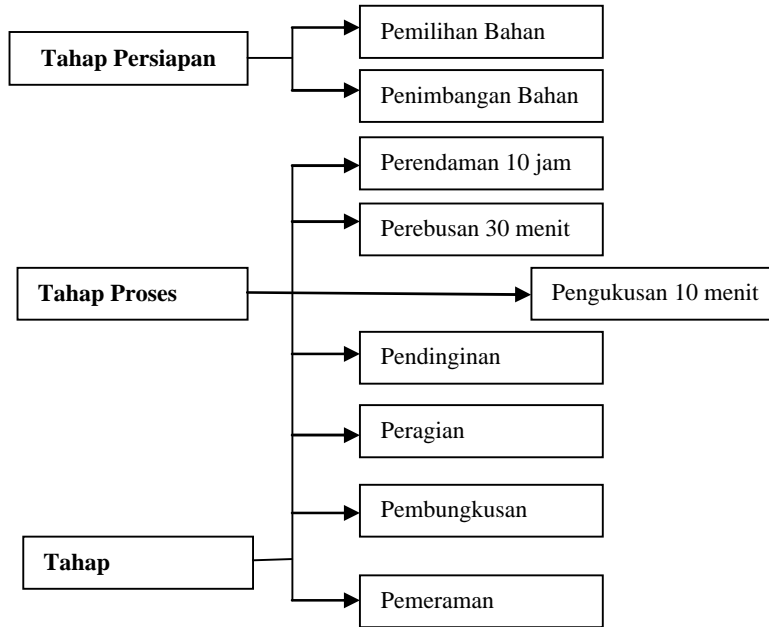 Pemilihan Bahan
Tahap Persiapan
Penimbangan Bahan
Perendaman 10 jam
Perebusan 30 menit
Tahap Proses
Pengukusan 10 menit
Pendinginan
Peragian
Pembungkusan
Tahap
Pemeraman